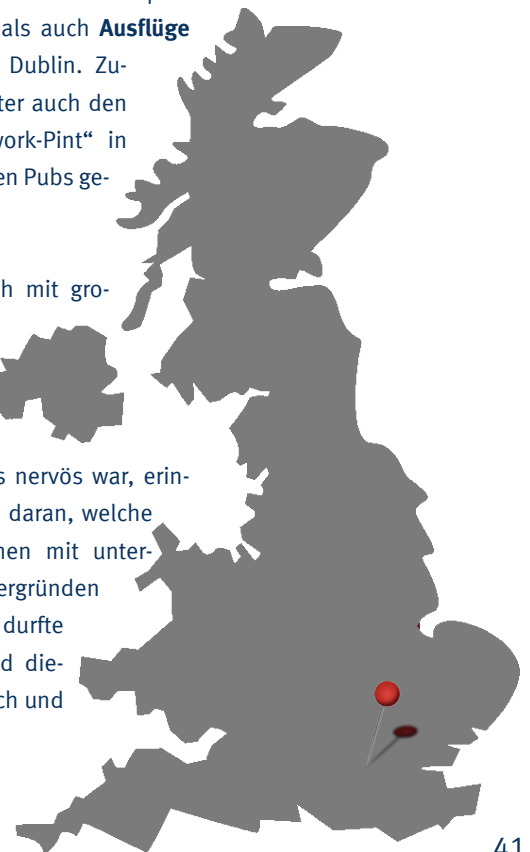 als auch Ausflüge
Dublin. Zu-
ter auch den
work-Pint“ in
en Pubs ge-
h mit gro-
s nervös war, erin-
daran, welche
nen mit unter-
ergründen
durfte
d die-
ch und
41